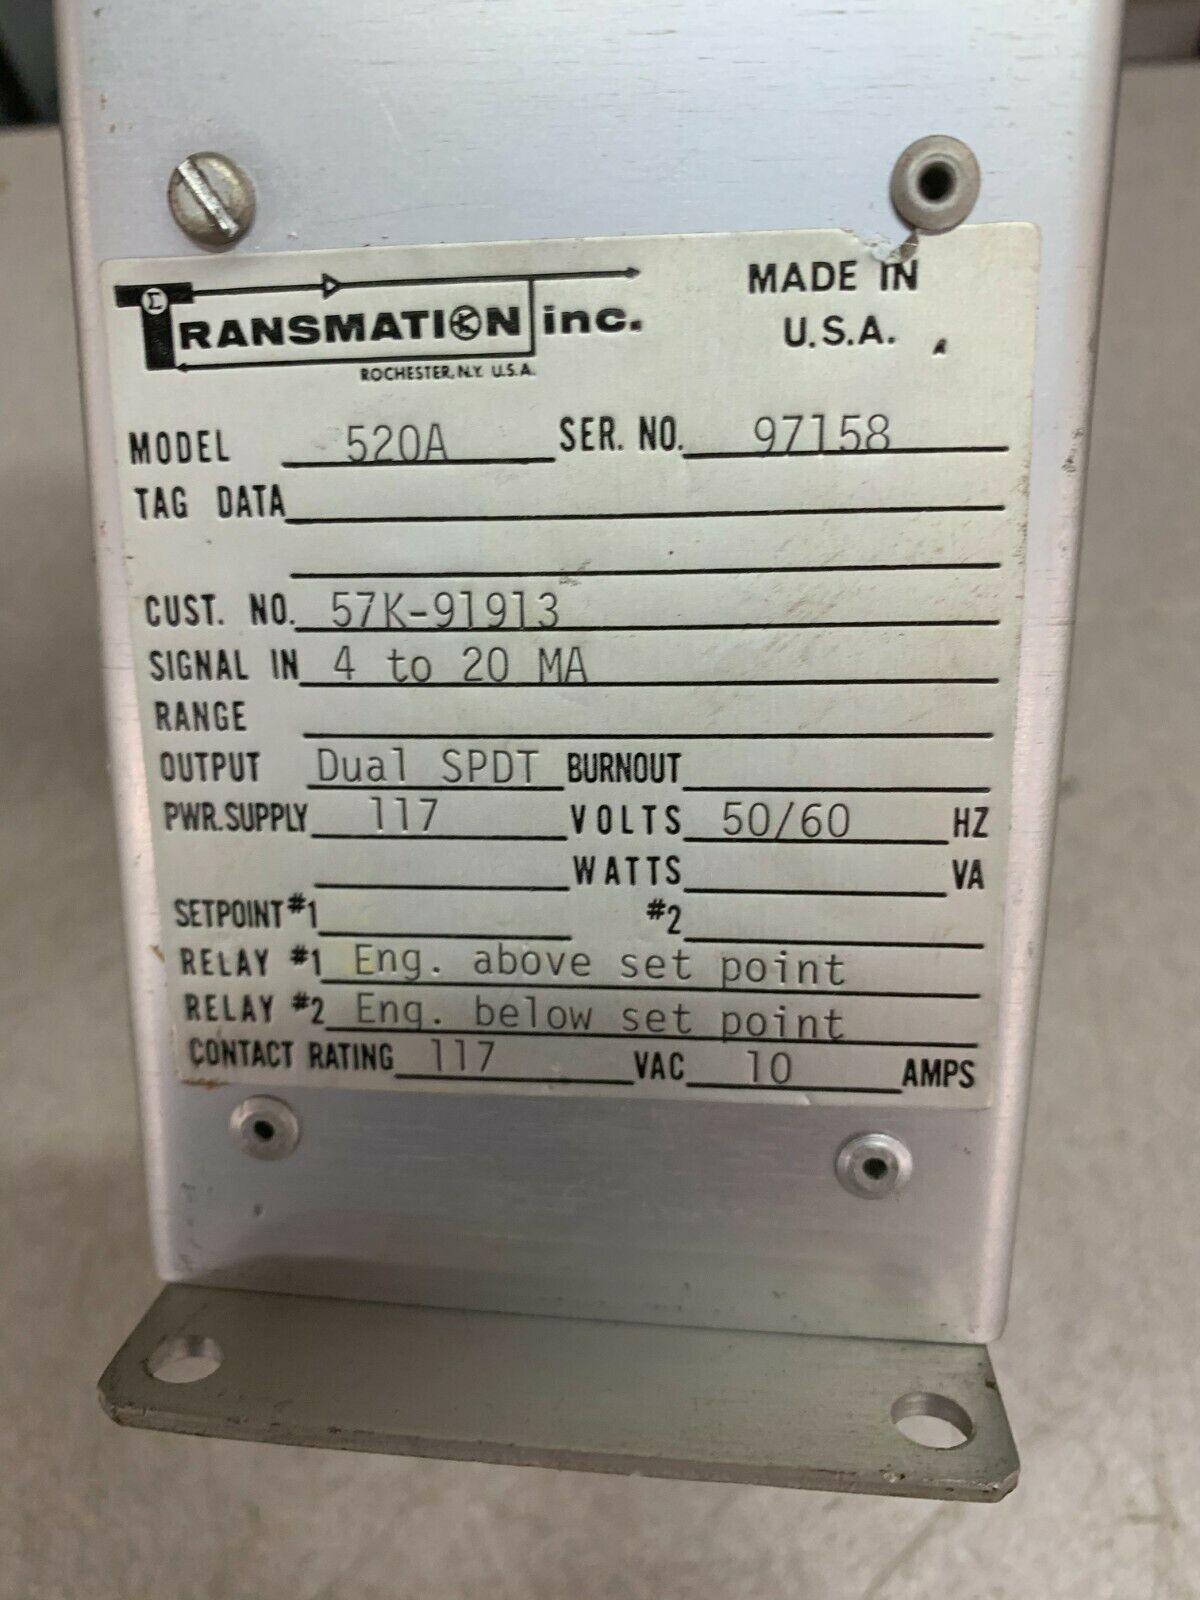 TRANSMATION inc.
ROCHESTER, N.Y. U.S.A.
MADE IN
U.S.A.
MODEL 520A SER. NO. 97158
TAG DATA
CUST. NO. 57K-91913
SIGNAL IN 4 to 20 MA
RANGE
OUTPUT Dual SPDT BURNOUT
PWR. SUPPLY 117 VOLTS 50/60 HZ
WATTS VA
SETPOINT #1 #2
RELAY #1 Eng. above set point
RELAY #2 Eng. below set point
CONTACT RATING 117 VAC 10 AMPS